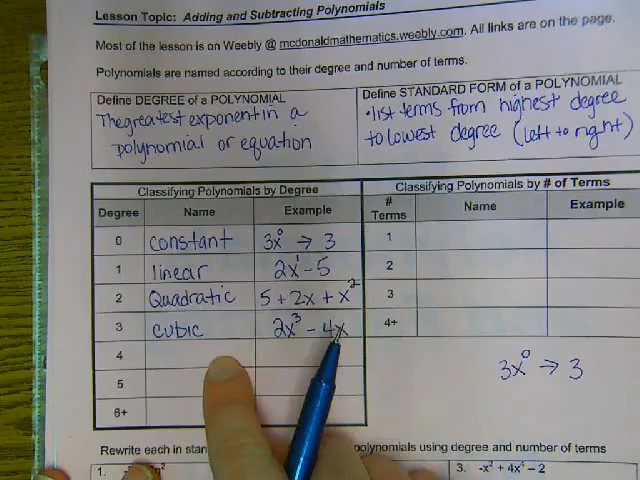 Lesson Topic: Adding and Subtracting Polynomials
Most of the lesson is on Weebly @ mcdonaldmathematics.weebly.com. All links are on the page.
Polynomials are named according to their degree and number of terms.
Define DEGREE of a POLYNOMIAL
The greatest exponent in a
polynomial or equation
Define STANDARD FORM of a POLYNOMIAL
•list terms from highest degree
to lowest degree (left to right)
Classifying Polynomials by Degree
Degree Name Example
0 constant 3x⁰ → 3
1 linear 2x¹ - 5
2 Quadratic 5 + 2x + x²
3 cubic 2x³ - 4x
4
5
6+
Classifying Polynomials by # of Terms
# Terms Name Example
1
2
3
4+
3x⁰ → 3
Rewrite each in stan polynomials using degree and number of terms
1.
3.